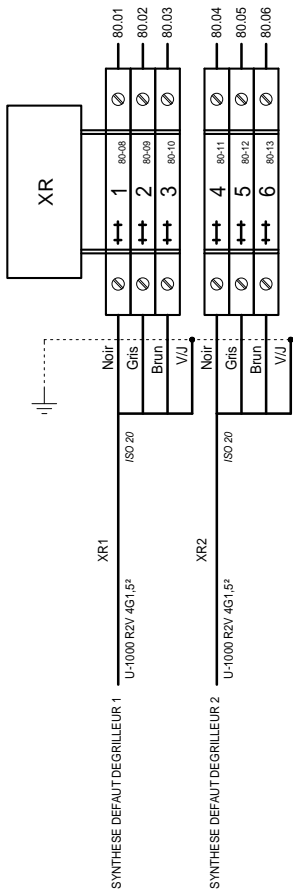 XR
80.01
80.02
80.03
80.04
80.05
80.06
1 80-08
2 80-09
3 80-10
4 80-11
5 80-12
6 80-13
Noir
Gris
Brun
V/J
Noir
Gris
Brun
V/J
ISO 20
ISO 20
XR1
U-1000 R2V 4G1,5²
XR2
U-1000 R2V 4G1,5²
SYNTHESE DEFAUT DEGRILLEUR 1
SYNTHESE DEFAUT DEGRILLEUR 2